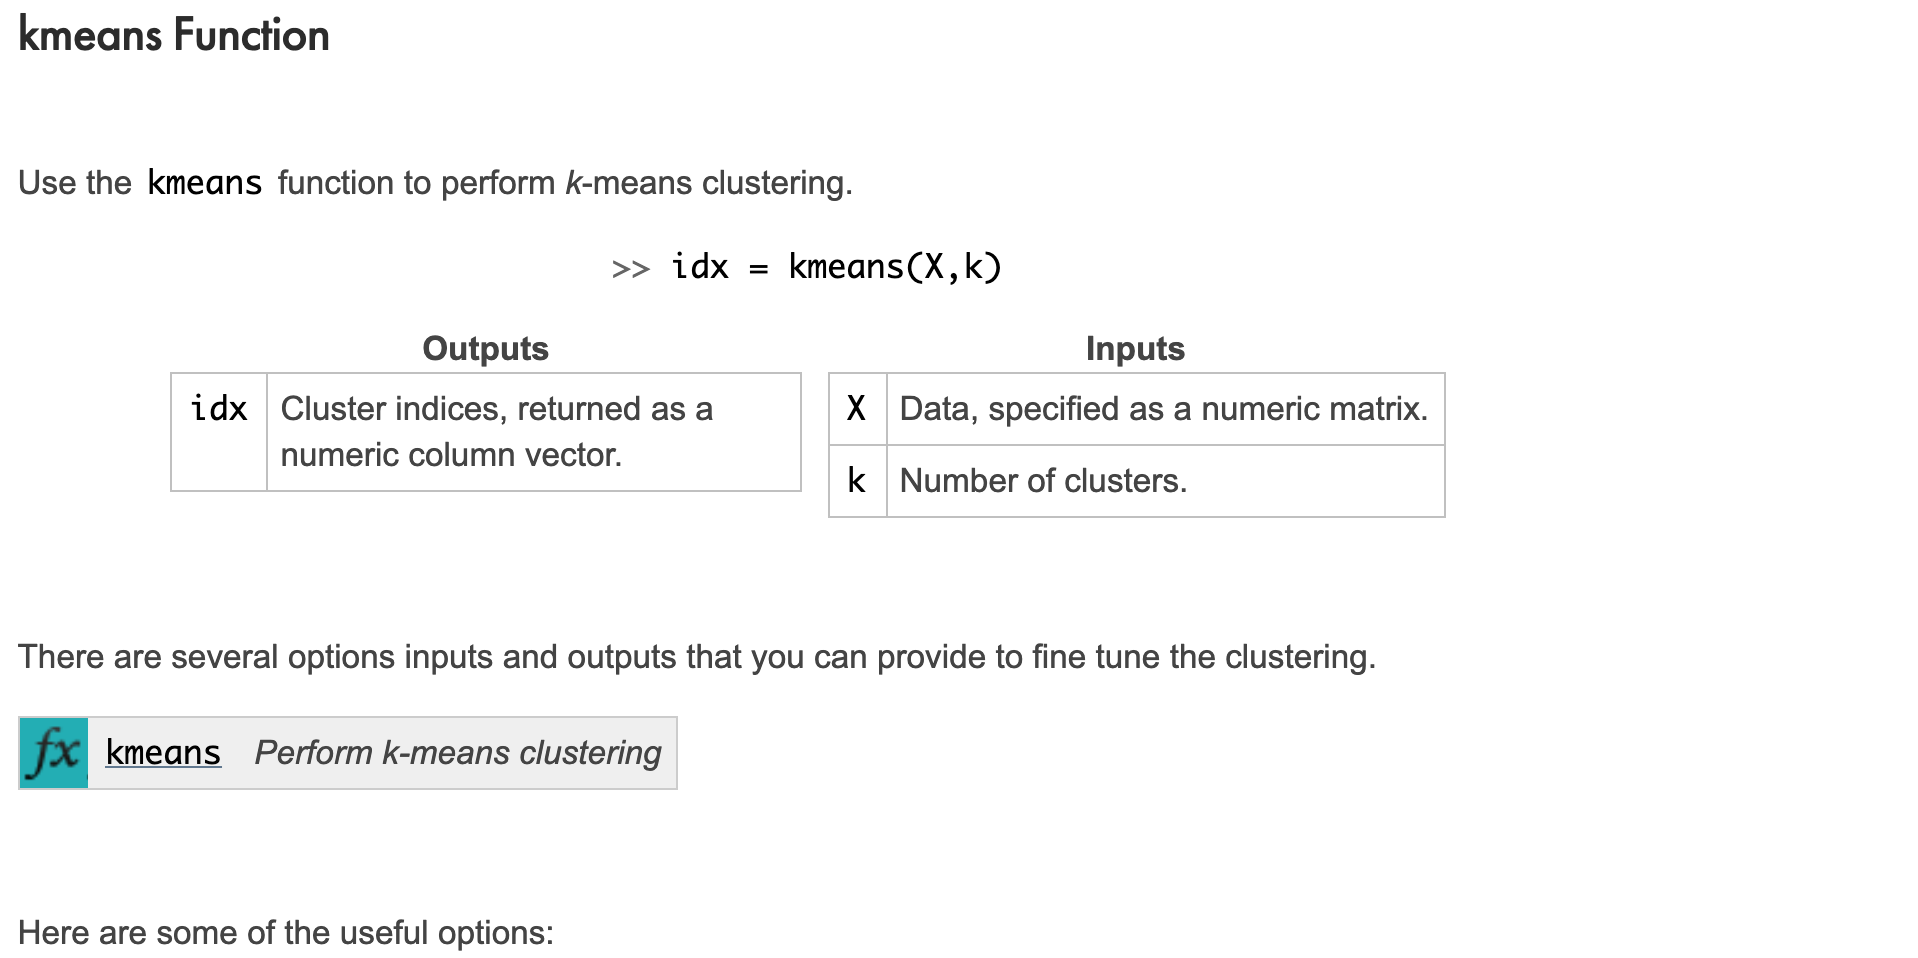 kmeans Function
Use the kmeans function to perform k-means clustering.
>> idx = kmeans(X,k)
Outputs
idx Cluster indices, returned as a
numeric column vector.
Inputs
X Data, specified as a numeric matrix.
k Number of clusters.
There are several options inputs and outputs that you can provide to fine tune the clustering.
fx kmeans Perform k-means clustering
Here are some of the useful options: